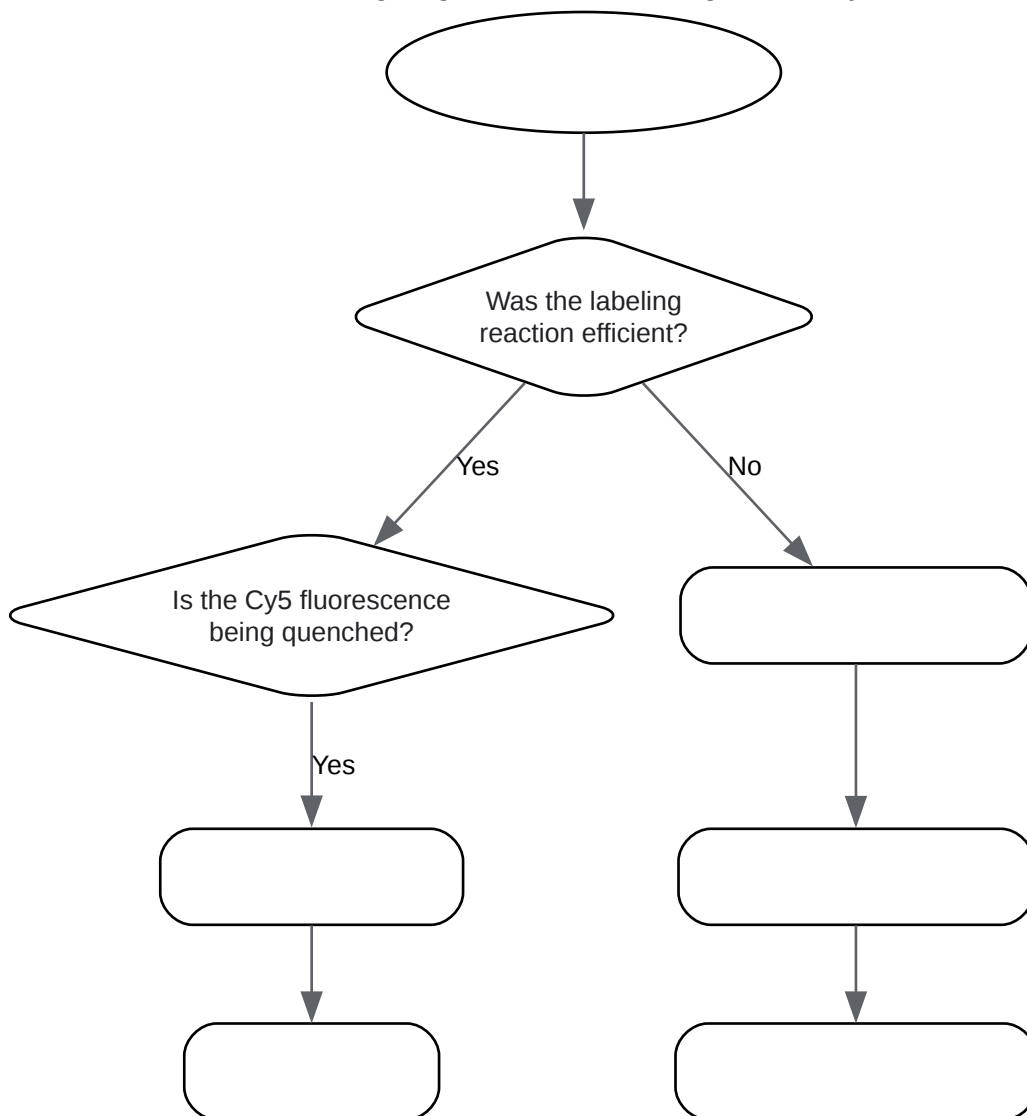 Was the labeling
reaction efficient?
Yes
No
Is the Cy5 fluorescence
being quenched?
Yes